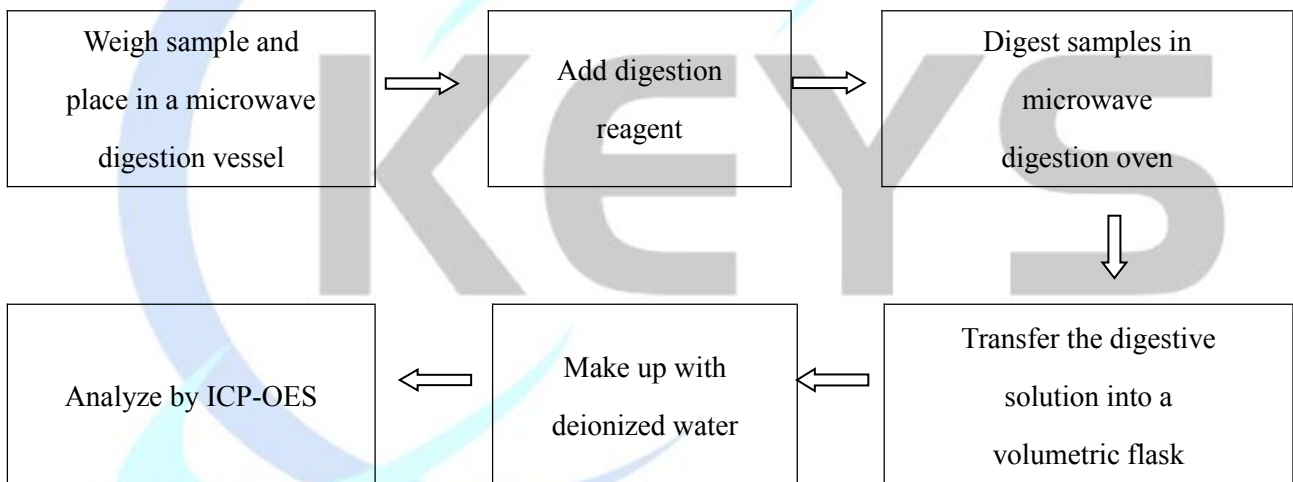 Weigh sample and
place in a microwave
digestion vessel
Add digestion
reagent
Digest samples in
microwave
digestion oven
Transfer the digestive
solution into a
volumetric flask
Make up with
deionized water
Analyze by ICP-OES
KEYS